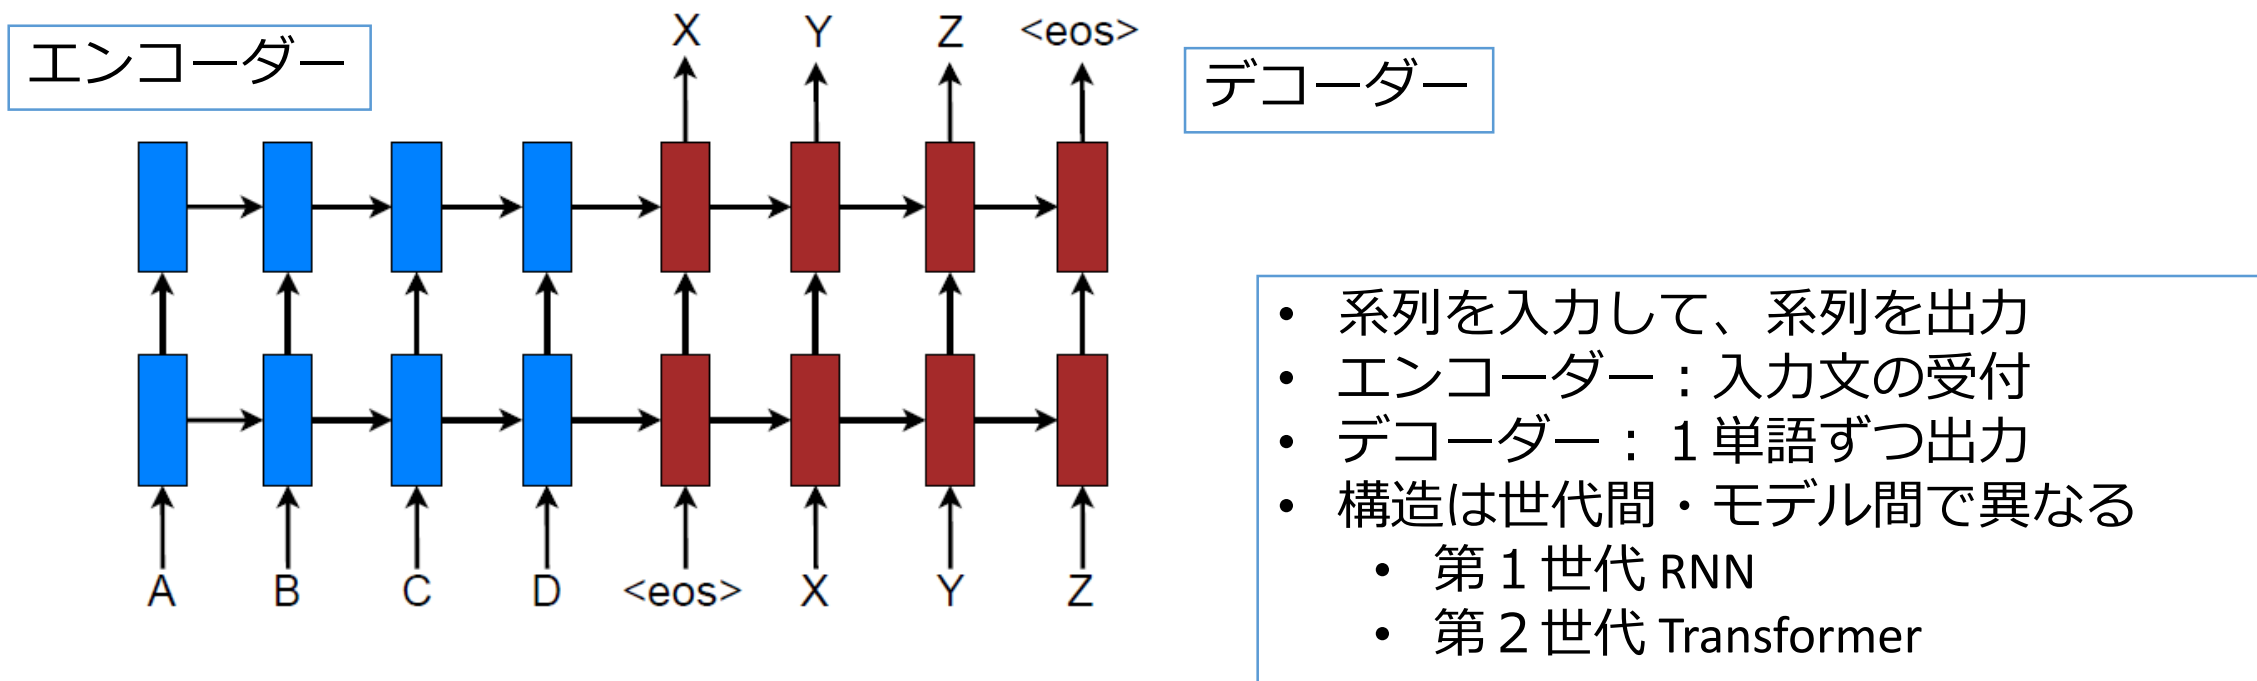 エンコーダー
X Y Z <eos>
デコーダー
A B C D <eos> X Y Z
• 系列を入力して、系列を出力
• エンコーダー：入力文の受付
• デコーダー：１単語ずつ出力
• 構造は世代間・モデル間で異なる
• 第１世代 RNN
• 第２世代 Transformer